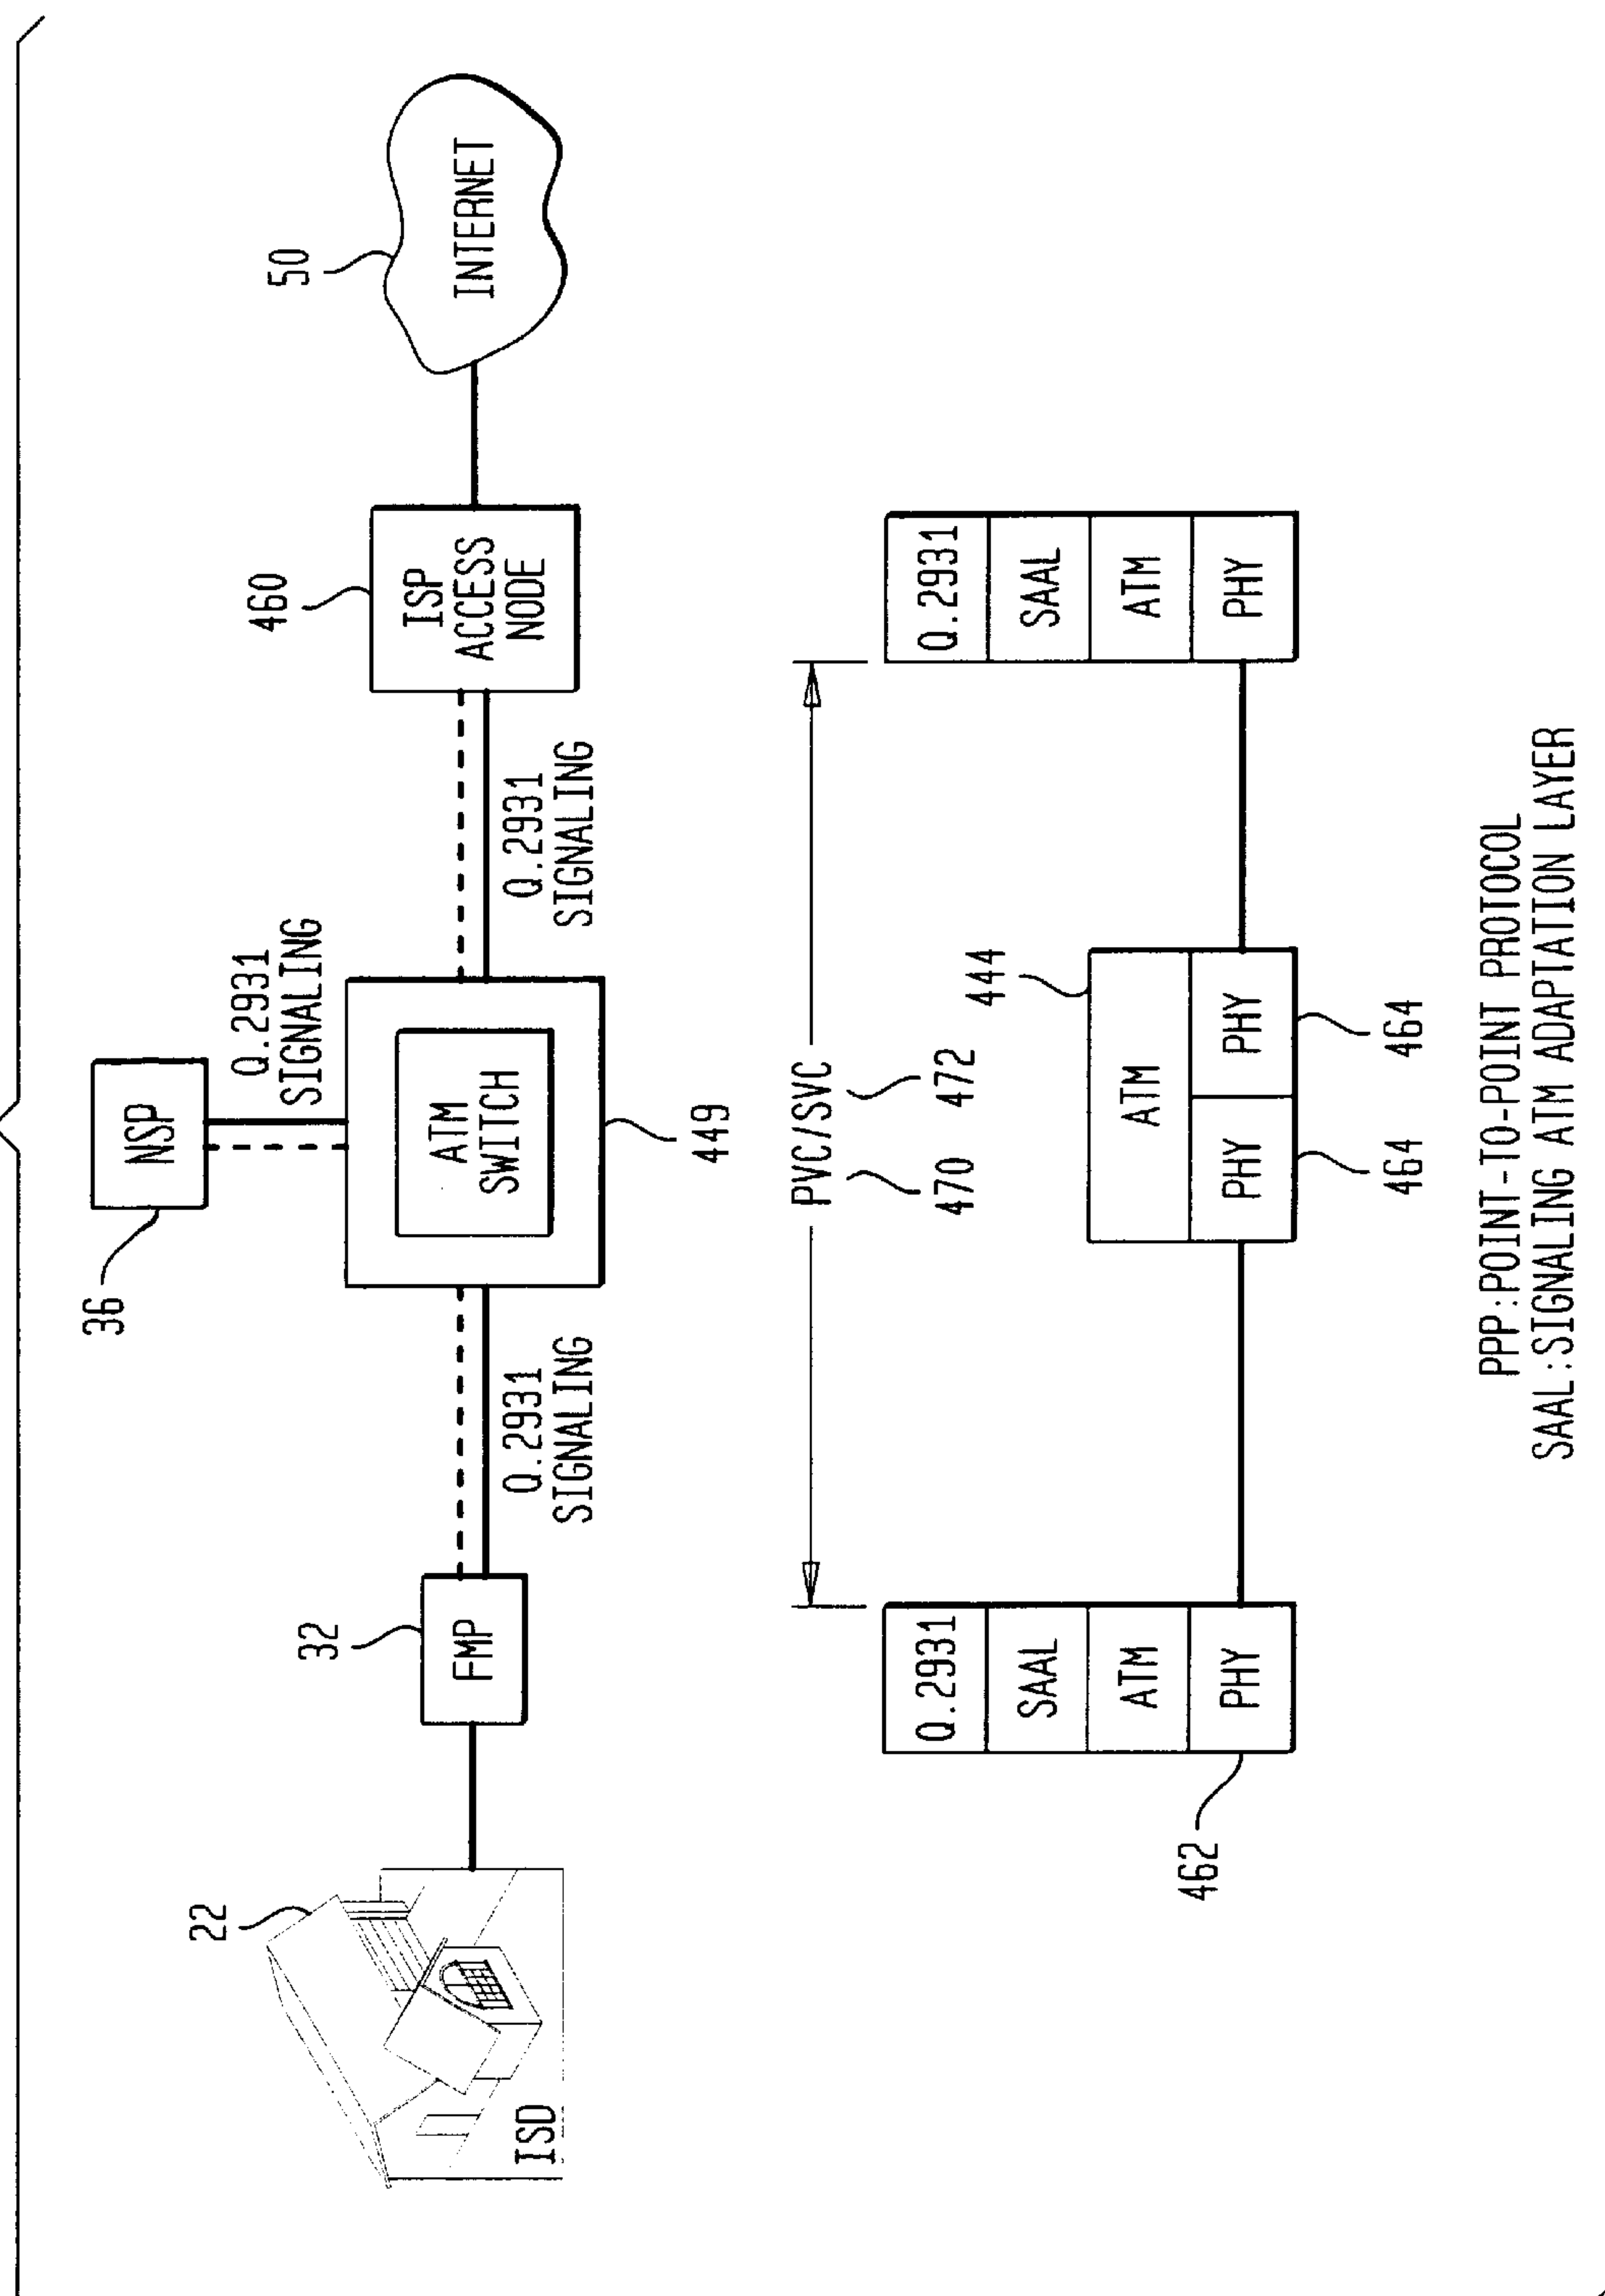 36
NSP
Q.2931
SIGNALING
22
ISD
32
FMP
Q.2931
SIGNALING
ATM
SWITCH
449
Q.2931
SIGNALING
460
ISP
ACCESS
NODE
50
INTERNET
PVC/SVC
470
472
Q.2931
SAAL
ATM
PHY
462
444
ATM
PHY
PHY
464
464
Q.2931
SAAL
ATM
PHY
PPP:POINT-TO-POINT PROTOCOL
SAAL:SIGNALING ATM ADAPTATION LAYER